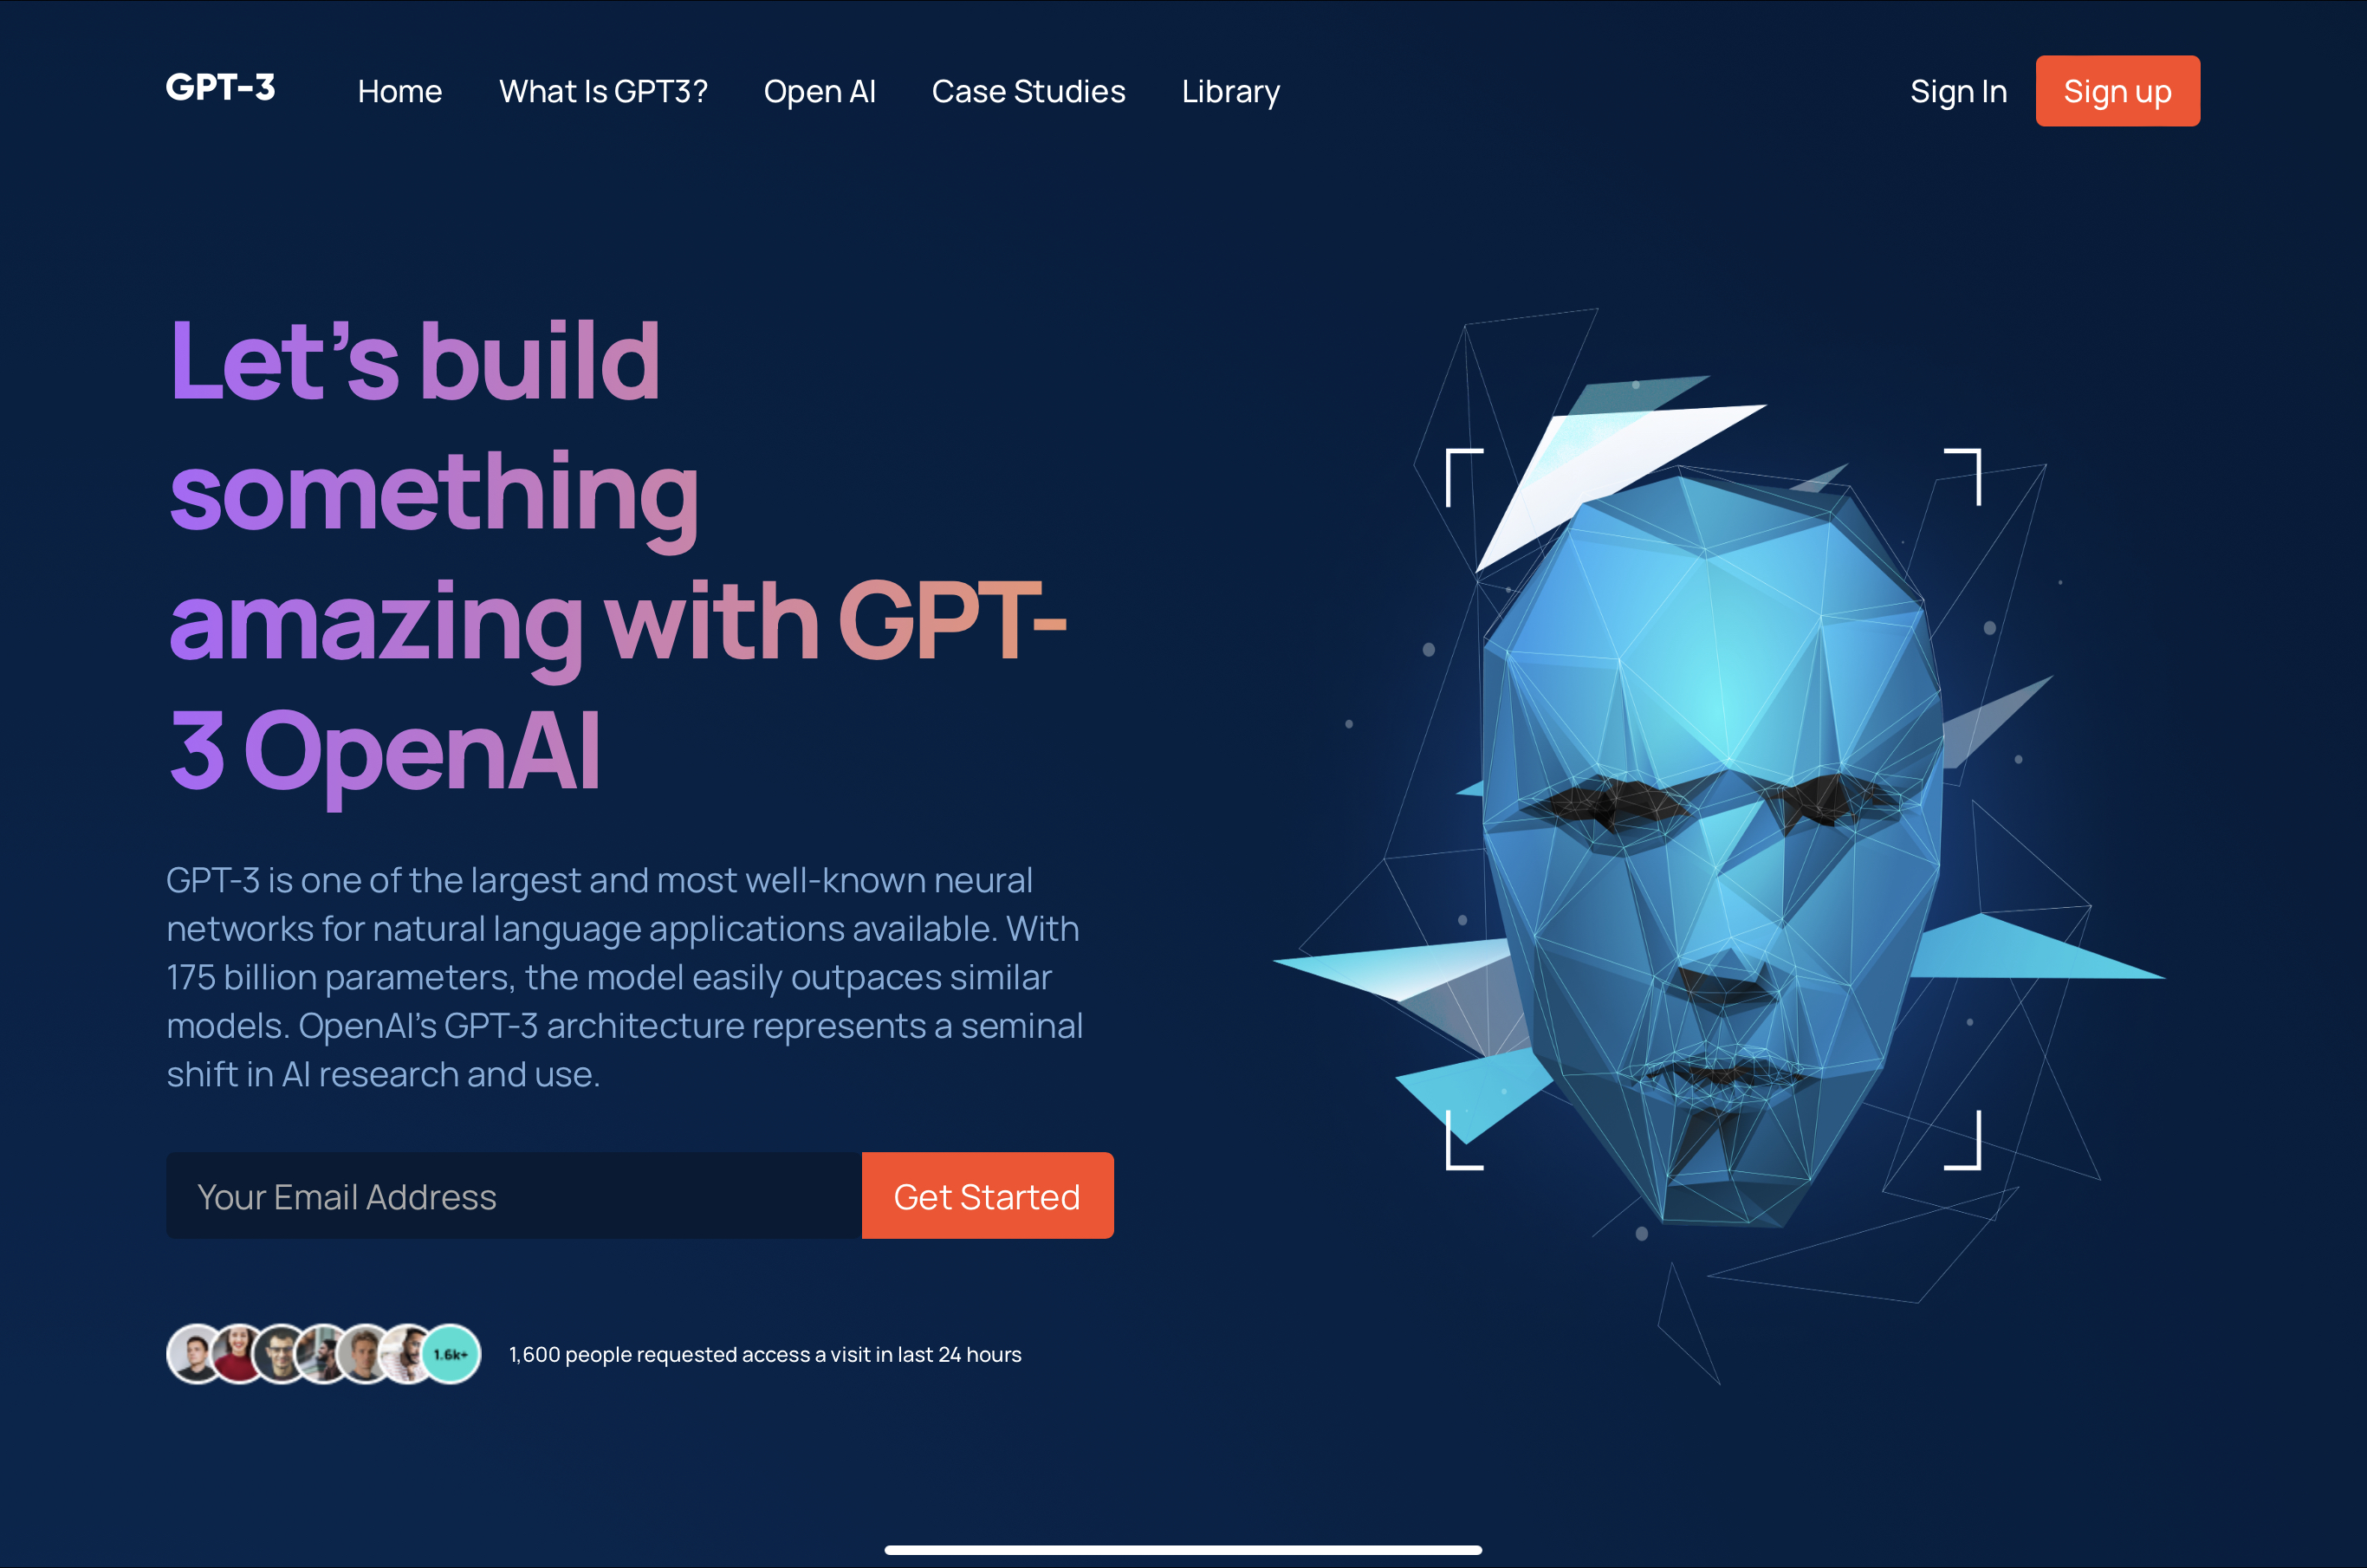 GPT-3
Home
What Is GPT3?
Open AI
Case Studies
Library
Sign In
Sign up
Let’s build
something
amazing with GPT-
3 OpenAI
GPT-3 is one of the largest and most well-known neural
networks for natural language applications available. With
175 billion parameters, the model easily outpaces similar
models. OpenAI’s GPT-3 architecture represents a seminal
shift in AI research and use.
Your Email Address
Get Started
1.6k+
1,600 people requested access a visit in last 24 hours